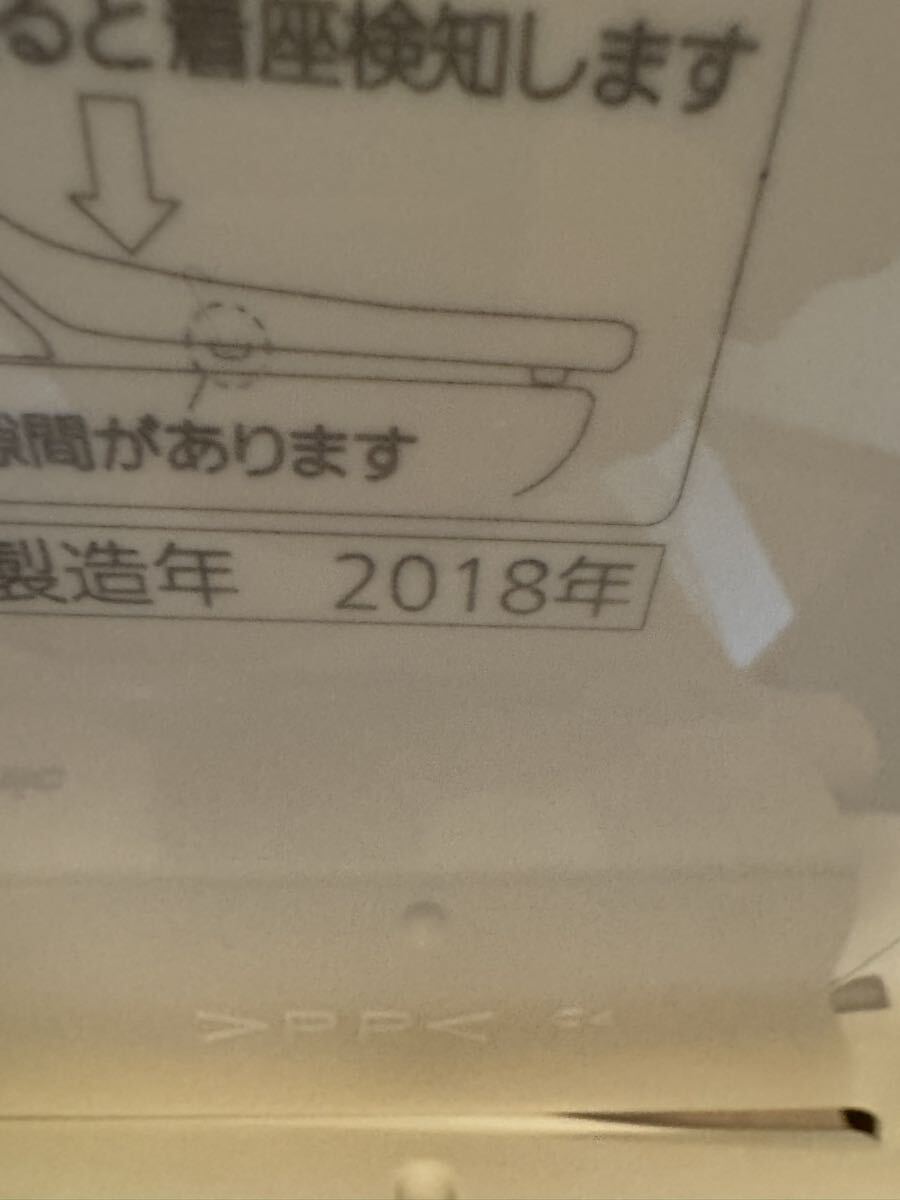 ると着座検知します
隙間があります
製造年 2018年
>PP<